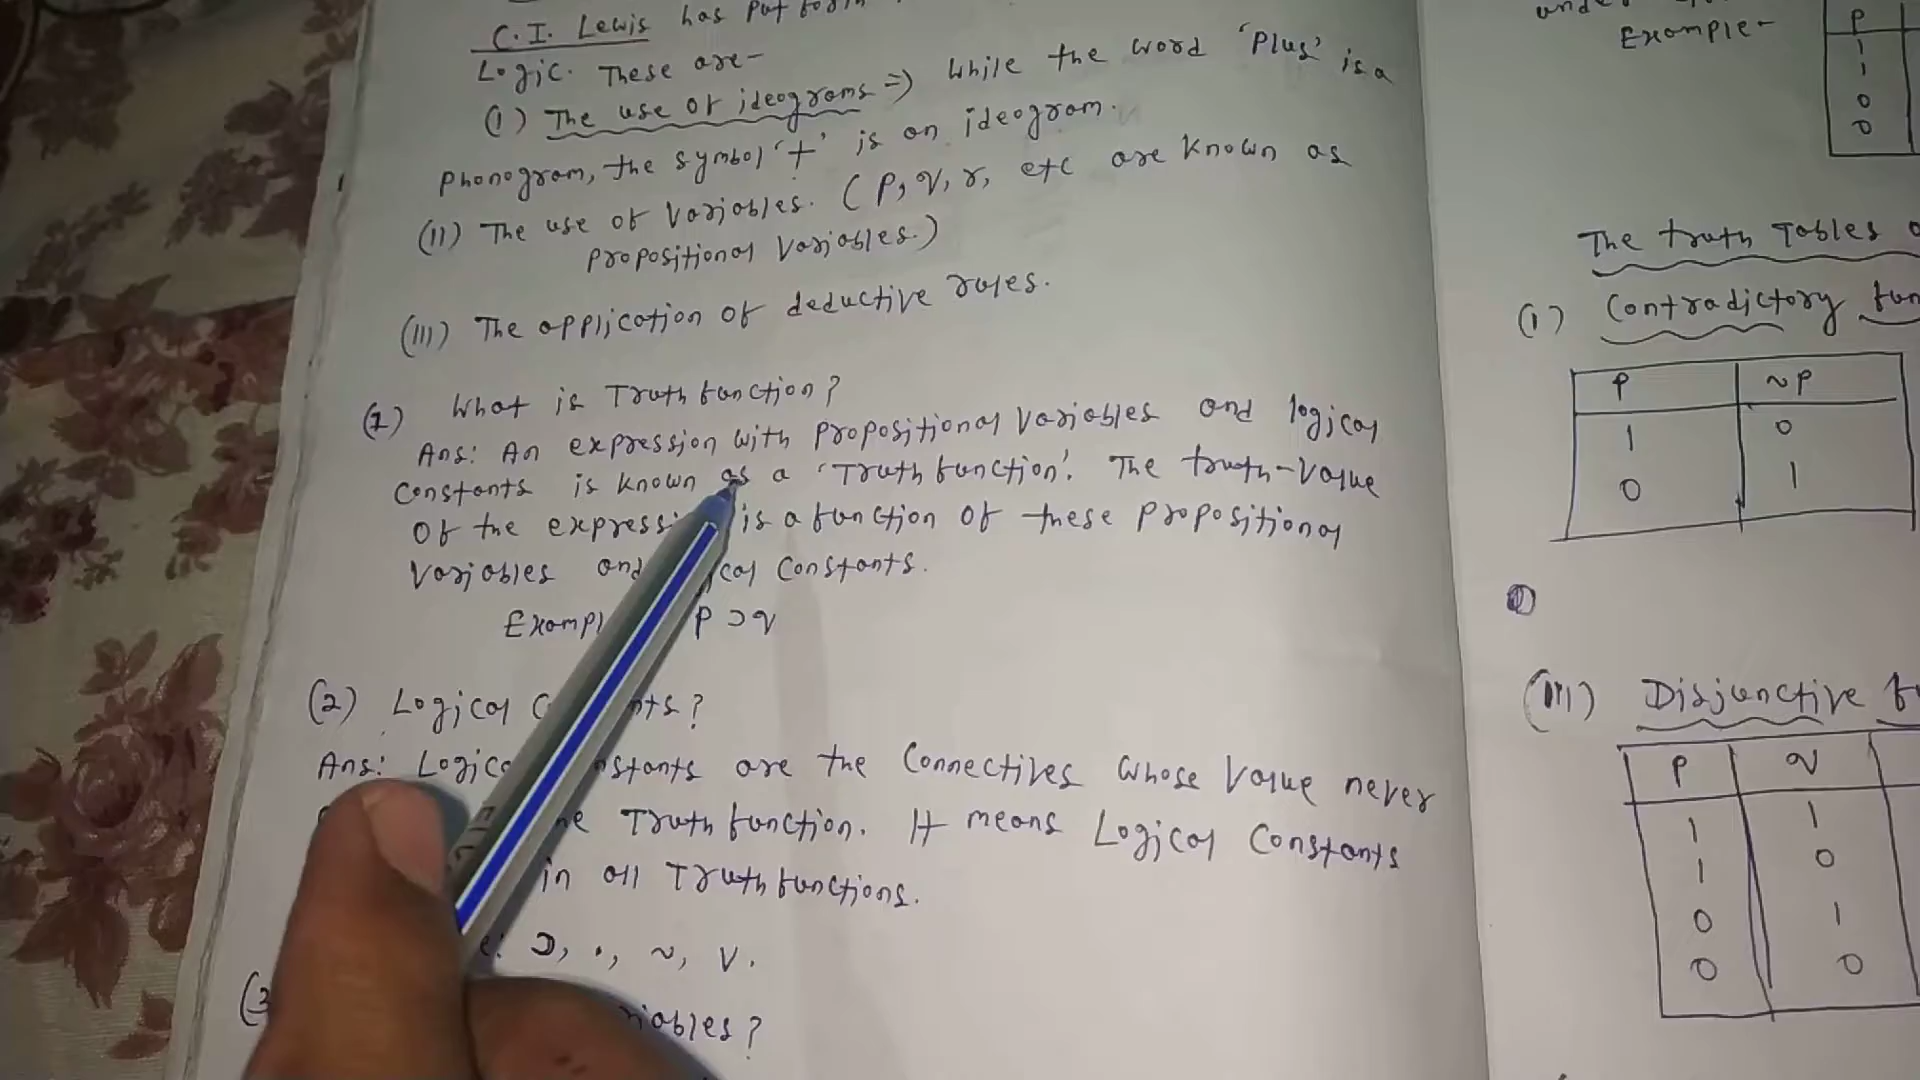 C.I. Lewis has put
Logic. These are-
(I) The use of ideograms => While the word 'Plus' is a
Phonogram, the symbol '+' is an ideogram.
(II) The use of Variables. (P, q, r, etc are known as
Propositional Variables.)
(III) The application of deductive rules.
(1) What is Truth function?
Ans: An expression with propositional variables and logical
Constants is known as a 'Truth function'. The truth-value
Of the is a function of these Propositional
Variables and Constants.
P ⊃ q
(2) Logical
Ans: are the Connectives whose Value never
Truth function. It means Logical Constants
in all Truth functions.
⊃, ·, ~, V.
(3
Example-
P
1
1
0
0
The truth Tables
(I) Contradictory
P ~P
1 0
0 1
(III) Disjunctive
P q
1 1
1 0
0 1
0 0